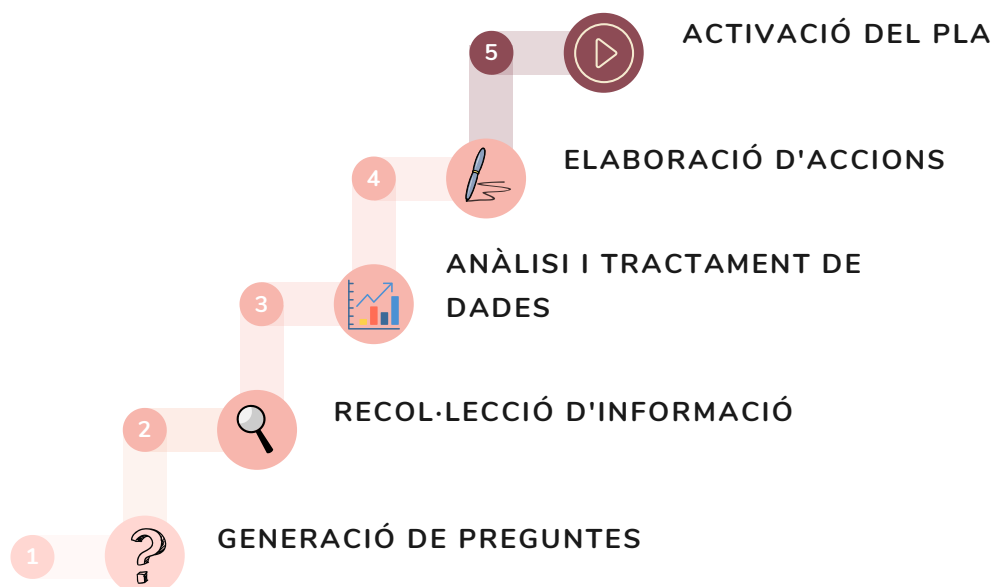 5
ACTIVACIÓ DEL PLA
4
ELABORACIÓ D'ACCIONS
3
ANÀLISI I TRACTAMENT DE
DADES
2
RECOL·LECCIÓ D'INFORMACIÓ
1
GENERACIÓ DE PREGUNTES